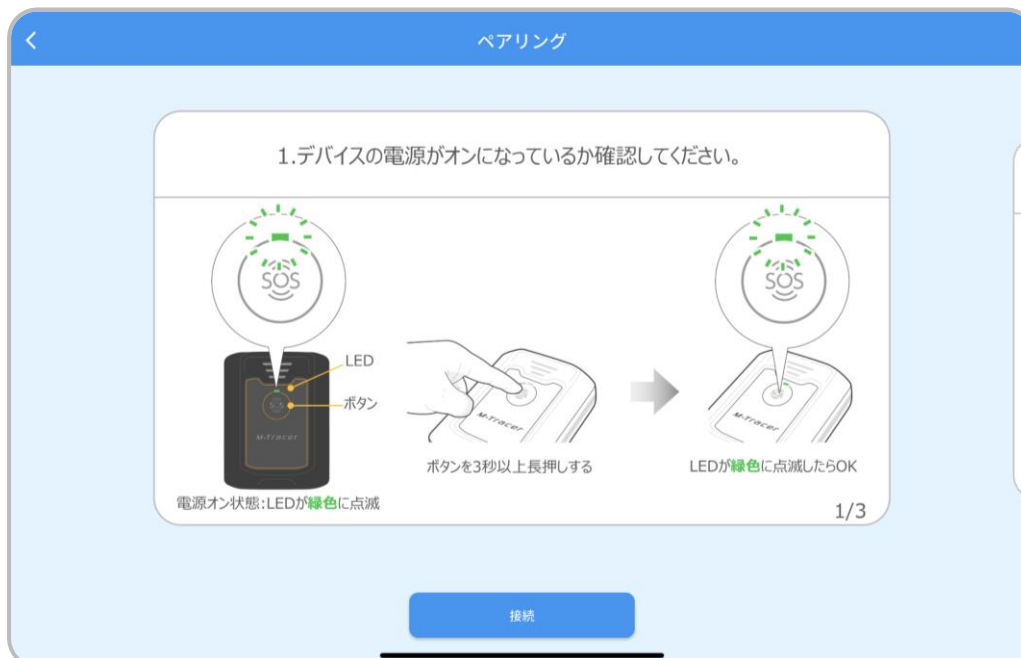 ペアリング
1.デバイスの電源がオンになっているか確認してください。
SOS
SOS
LED
ボタン
SOS
M-Tracer
M-Tracer
M-Tracer
ボタンを3秒以上長押しする
LEDが緑色に点滅したらOK
電源オン状態:LEDが緑色に点滅
1/3
接続